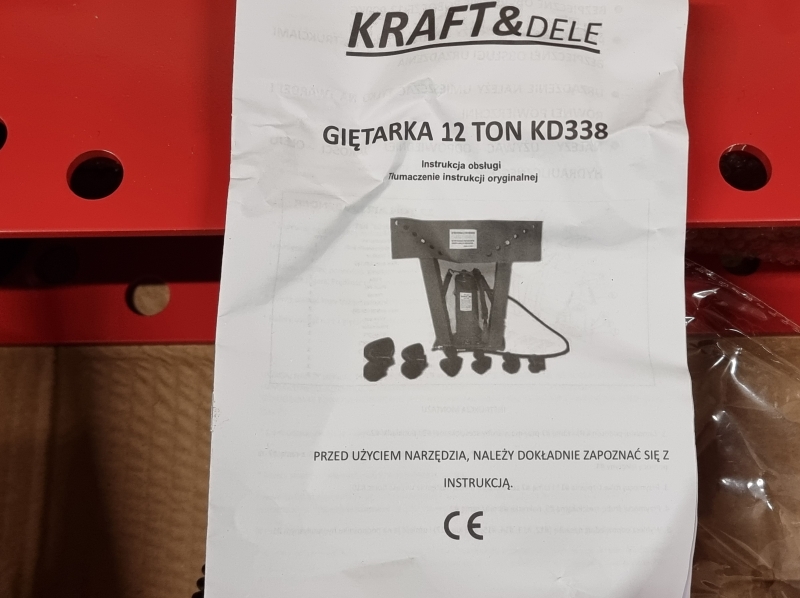 KRAFT&DELE
GIĘTARKA 12 TON KD338
Instrukcja obsługi
Tłumaczenie instrukcji oryginalnej
PRZED UŻYCIEM NARZĘDZIA, NALEŻY DOKŁADNIE ZAPOZNAĆ SIĘ Z
INSTRUKCJĄ.
CE